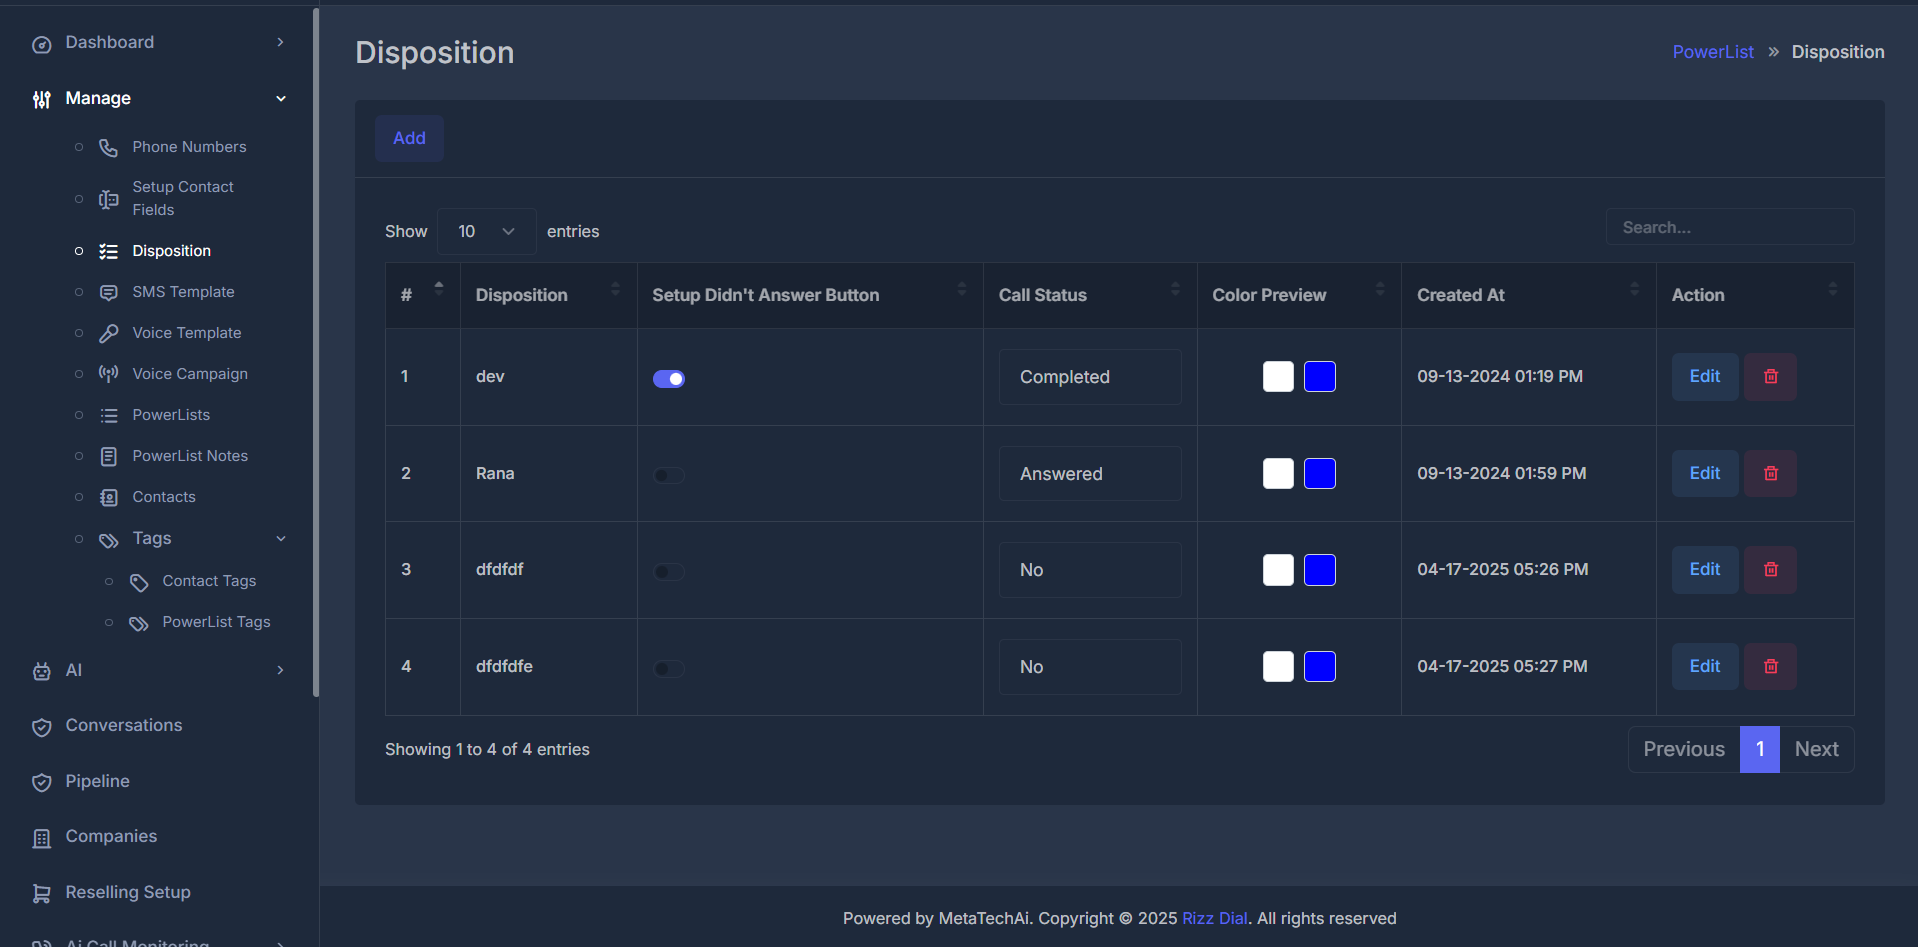 Dashboard
Manage
Phone Numbers
Setup Contact
Fields
Disposition
SMS Template
Voice Template
Voice Campaign
PowerLists
PowerList Notes
Contacts
Tags
Contact Tags
PowerList Tags
AI
Conversations
Pipeline
Companies
Reselling Setup
Ai Call Monitoring
Disposition
PowerList » Disposition
Add
Show 10 entries
Search...
# Disposition Setup Didn't Answer Button Call Status Color Preview Created At Action
1 dev Completed 09-13-2024 01:19 PM Edit
2 Rana Answered 09-13-2024 01:59 PM Edit
3 dfdfdf No 04-17-2025 05:26 PM Edit
4 dfdfdfe No 04-17-2025 05:27 PM Edit
Showing 1 to 4 of 4 entries
Previous 1 Next
Powered by MetaTechAi. Copyright © 2025 Rizz Dial. All rights reserved